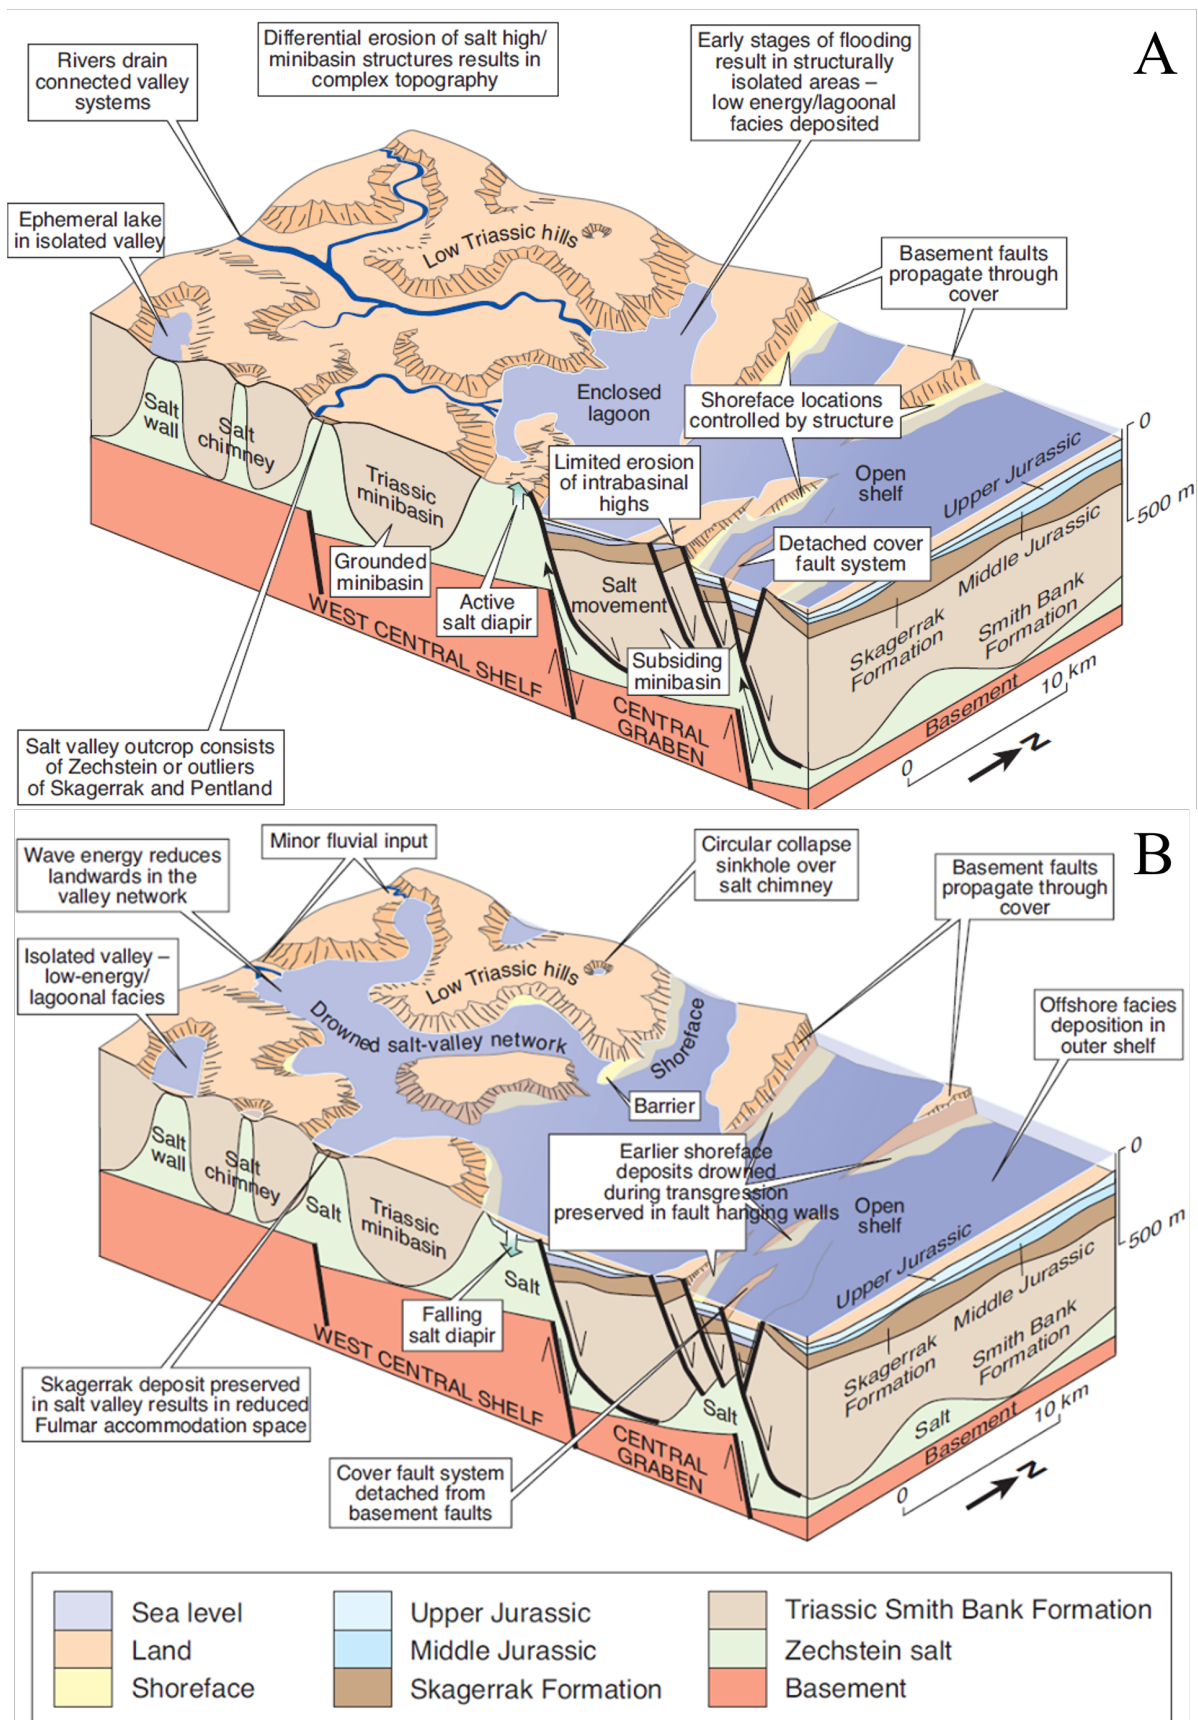 A
Rivers drain
connected valley
systems
Differential erosion of salt high/
minibasin structures results in
complex topography
Early stages of flooding
result in structurally
isolated areas –
low energy/lagoonal
facies deposited
Ephemeral lake
in isolated valley
Low Triassic hills
Basement faults
propagate through
cover
Enclosed
lagoon
Shoreface locations
controlled by structure
Salt
wall
Salt
chimney
Triassic
minibasin
Limited erosion
of intrabasinal
highs
Open
shelf
Upper Jurassic
0
500 m
Grounded
minibasin
Active
salt diapir
Salt
movement
Detached cover
fault system
Middle Jurassic
Skagerrak
Formation
Smith Bank
Formation
Subsiding
minibasin
WEST CENTRAL SHELF
CENTRAL
GRABEN
Basement
10 km
0
N
Salt valley outcrop consists
of Zechstein or outliers
of Skagerrak and Pentland
B
Minor fluvial input
Wave energy reduces
landwards in the
valley network
Circular collapse
sinkhole over
salt chimney
Basement faults
propagate through
cover
Isolated valley –
low-energy/
lagoonal facies
Low Triassic hills
Offshore facies
deposition in
outer shelf
Drowned salt-valley network
Shoreface
Barrier
Salt
wall
Salt
chimney
Salt
Triassic
minibasin
Earlier shoreface
deposits drowned
during transgression
preserved in fault hanging walls
Open
shelf
0
500 m
Upper Jurassic
Salt
Falling
salt diapir
Middle Jurassic
Skagerrak
Formation
Smith Bank
Formation
WEST CENTRAL SHELF
Salt
Salt
CENTRAL
GRABEN
Basement
10 km
0
N
Skagerrak deposit preserved
in salt valley results in reduced
Fulmar accommodation space
Cover fault system
detached from
basement faults
Sea level
Land
Shoreface
Upper Jurassic
Middle Jurassic
Skagerrak Formation
Triassic Smith Bank Formation
Zechstein salt
Basement